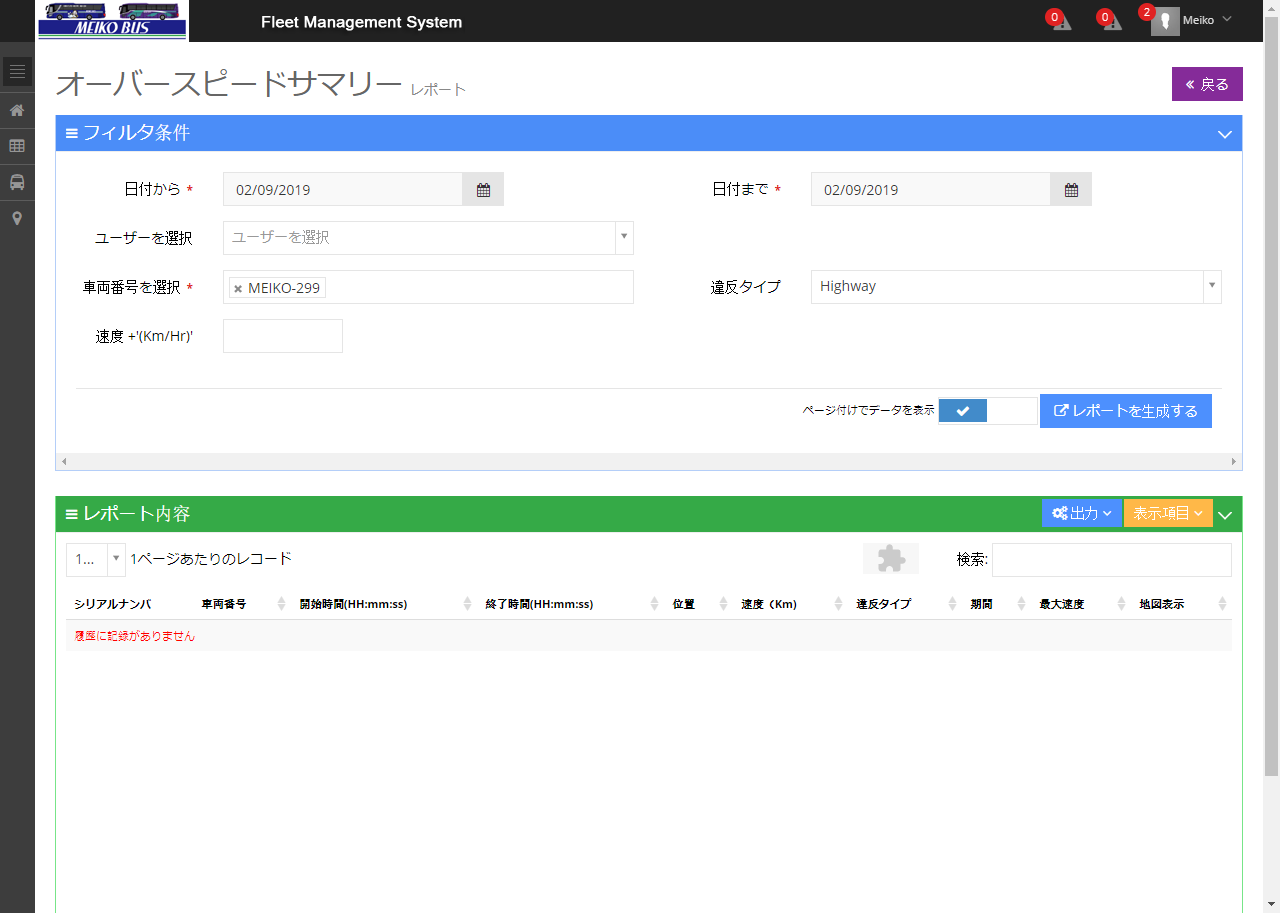 MEIKO BUS
Fleet Management System
0
0
2
Meiko
オーバースピードサマリー レポート
戻る
フィルタ条件
日付から *
02/09/2019
日付まで *
02/09/2019
ユーザーを選択
ユーザーを選択
車両番号を選択 *
× MEIKO-299
違反タイプ
Highway
速度 +'(Km/Hr)'
ページ付けでデータを表示
レポートを生成する
レポート内容
出力
表示項目
1...
1ページあたりのレコード
検索:
シリアルナンバ 車両番号 開始時間(HH:mm:ss) 終了時間(HH:mm:ss) 位置 速度（Km) 違反タイプ 期間 最大速度 地図表示
履歴に記録がありません